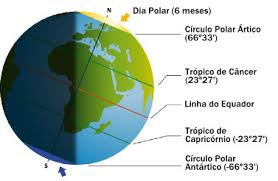 Dia Polar (6 meses)
N
Círculo Polar Ártico
(66°33')
Trópico de Câncer
(23°27')
Linha do Equador
Trópico de
Capricórnio (-23°27')
Círculo Polar
Antártico (-66°33')
S